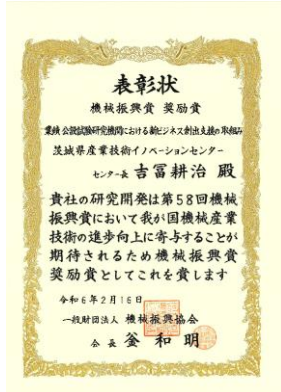 表彰状
機械振興賞 奨励賞
業績 公設試験研究機関における新ビジネス創出支援の取組み
茨城県産業技術イノベーションセンター
センター長 吉冨耕治 殿
貴社の研究開発は第58回機械
振興賞において我が国機械産業
技術の進歩向上に寄与することが
期待されるため機械振興賞
奨励賞としてこれを賞します
令和6年2月16日
一般財団法人 機械振興協会
会長 釜 和明